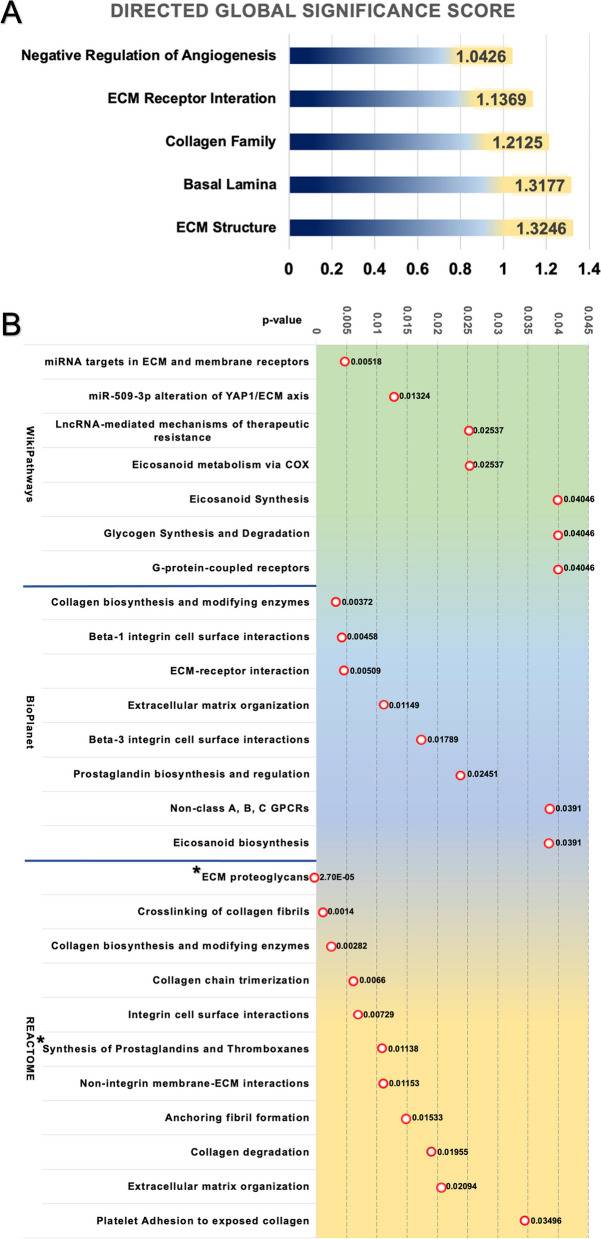 A
DIRECTED GLOBAL SIGNIFICANCE SCORE
Negative Regulation of Angiogenesis 1.0426
ECM Receptor Interation 1.1369
Collagen Family 1.2125
Basal Lamina 1.3177
ECM Structure 1.3246
0 0.2 0.4 0.6 0.8 1 1.2 1.4
B
p-value 0 0.005 0.01 0.015 0.02 0.025 0.03 0.035 0.04 0.045
WikiPathways
miRNA targets in ECM and membrane receptors 0.00518
miR-509-3p alteration of YAP1/ECM axis 0.01324
LncRNA-mediated mechanisms of therapeutic
resistance 0.02537
Eicosanoid metabolism via COX 0.02537
Eicosanoid Synthesis 0.04046
Glycogen Synthesis and Degradation 0.04046
G-protein-coupled receptors 0.04046
BioPlanet
Collagen biosynthesis and modifying enzymes 0.00372
Beta-1 integrin cell surface interactions 0.00458
ECM-receptor interaction 0.00509
Extracellular matrix organization 0.01149
Beta-3 integrin cell surface interactions 0.01789
Prostaglandin biosynthesis and regulation 0.02451
Non-class A, B, C GPCRs 0.0391
Eicosanoid biosynthesis 0.0391
REACTOME
*ECM proteoglycans 2.70E-05
Crosslinking of collagen fibrils 0.0014
Collagen biosynthesis and modifying enzymes 0.00282
Collagen chain trimerization 0.0066
Integrin cell surface interactions 0.00729
*Synthesis of Prostaglandins and Thromboxanes 0.01138
Non-integrin membrane-ECM interactions 0.01153
Anchoring fibril formation 0.01533
Collagen degradation 0.01955
Extracellular matrix organization 0.02094
Platelet Adhesion to exposed collagen 0.03496